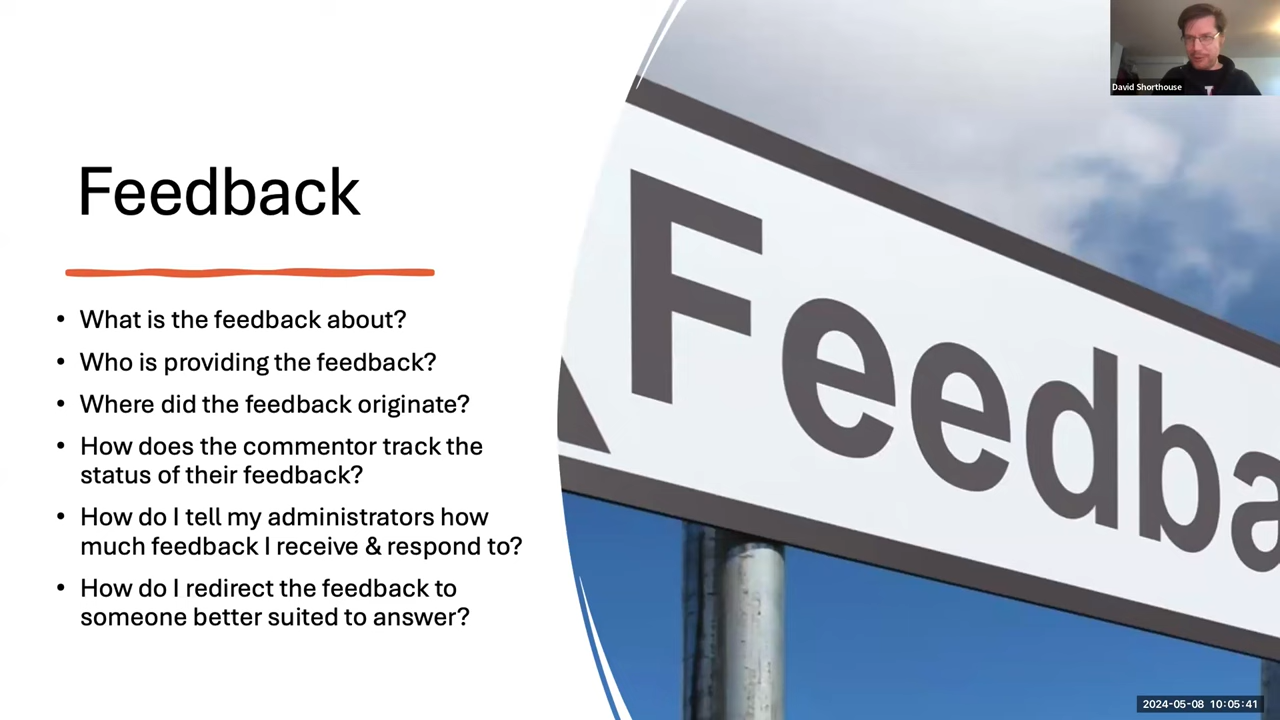 David Shorthouse
Feedback
Feedba
• What is the feedback about?
• Who is providing the feedback?
• Where did the feedback originate?
• How does the commentor track the
status of their feedback?
• How do I tell my administrators how
much feedback I receive & respond to?
• How do I redirect the feedback to
someone better suited to answer?
2024-05-08 10:05:41